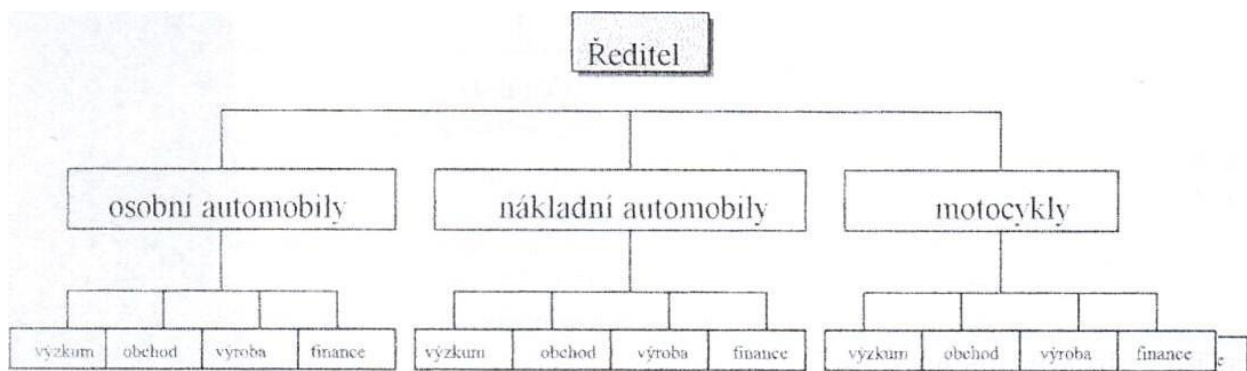 Ředitel
osobní automobily
nákladní automobily
motocykly
výzkum obchod výroba finance
výzkum obchod výroba finance
výzkum obchod výroba finance